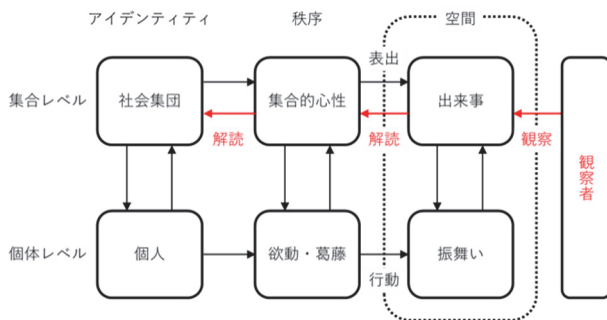 アイデンティティ
秩序
空間
集合レベル
社会集団
集合的心性
表出
出来事
解読
解読
観察
観察者
個体レベル
個人
欲動・葛藤
行動
振舞い